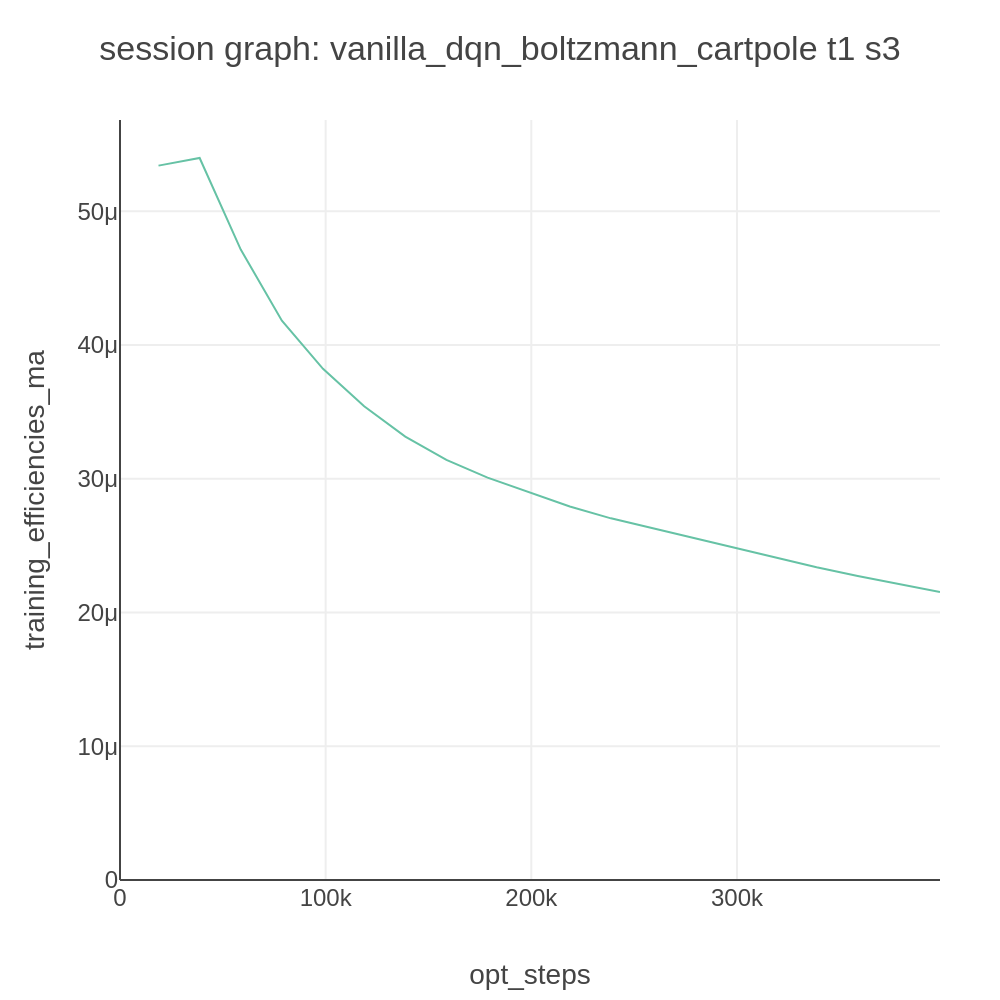 session graph: vanilla_dqn_boltzmann_cartpole t1 s3
training_efficiencies_ma
50μ
40μ
30μ
20μ
10μ
0
0
100k
200k
300k
opt_steps